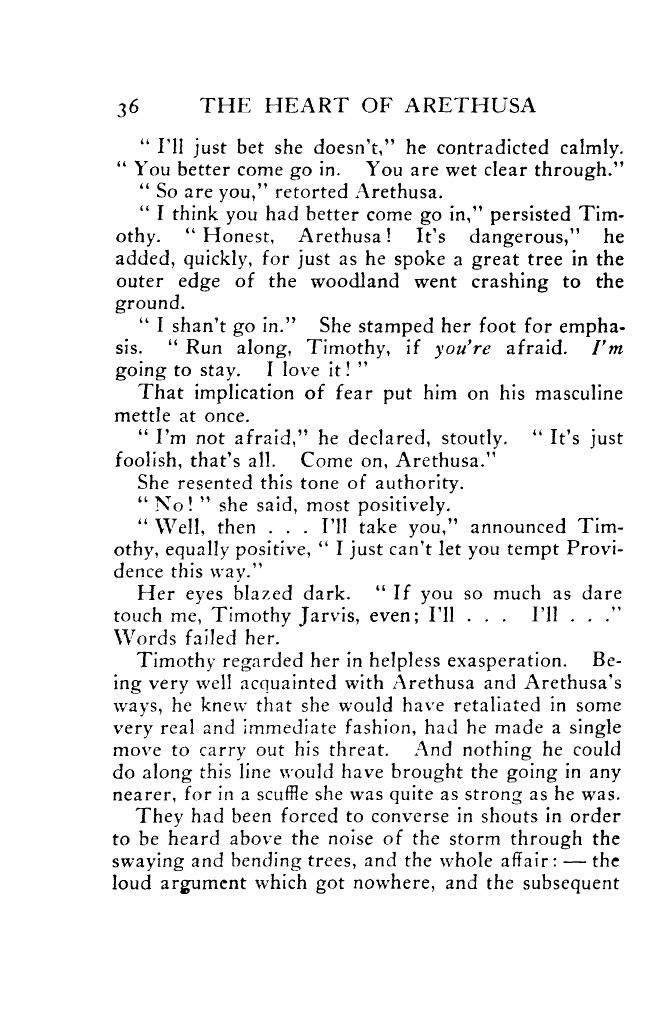 36 THE HEART OF ARETHUSA
“ I'll just bet she doesn't,” he contradicted calmly.
“ You better come go in. You are wet clear through.”
“ So are you,” retorted Arethusa.
“ I think you had better come go in,” persisted Tim-
othy. “ Honest, Arethusa! It's dangerous,” he
added, quickly, for just as he spoke a great tree in the
outer edge of the woodland went crashing to the
ground.
“ I shan't go in.” She stamped her foot for empha-
sis. “ Run along, Timothy, if you're afraid. I'm
going to stay. I love it! ”
That implication of fear put him on his masculine
mettle at once.
“ I'm not afraid,” he declared, stoutly. “ It's just
foolish, that's all. Come on, Arethusa.”
She resented this tone of authority.
“ No! ” she said, most positively.
“ Well, then . . . I'll take you,” announced Tim-
othy, equally positive, “ I just can't let you tempt Provi-
dence this way.”
Her eyes blazed dark. “ If you so much as dare
touch me, Timothy Jarvis, even; I'll . . . I'll . . .”
Words failed her.
Timothy regarded her in helpless exasperation. Be-
ing very well acquainted with Arethusa and Arethusa's
ways, he knew that she would have retaliated in some
very real and immediate fashion, had he made a single
move to carry out his threat. And nothing he could
do along this line would have brought the going in any
nearer, for in a scuffle she was quite as strong as he was.
They had been forced to converse in shouts in order
to be heard above the noise of the storm through the
swaying and bending trees, and the whole affair: — the
loud argument which got nowhere, and the subsequent